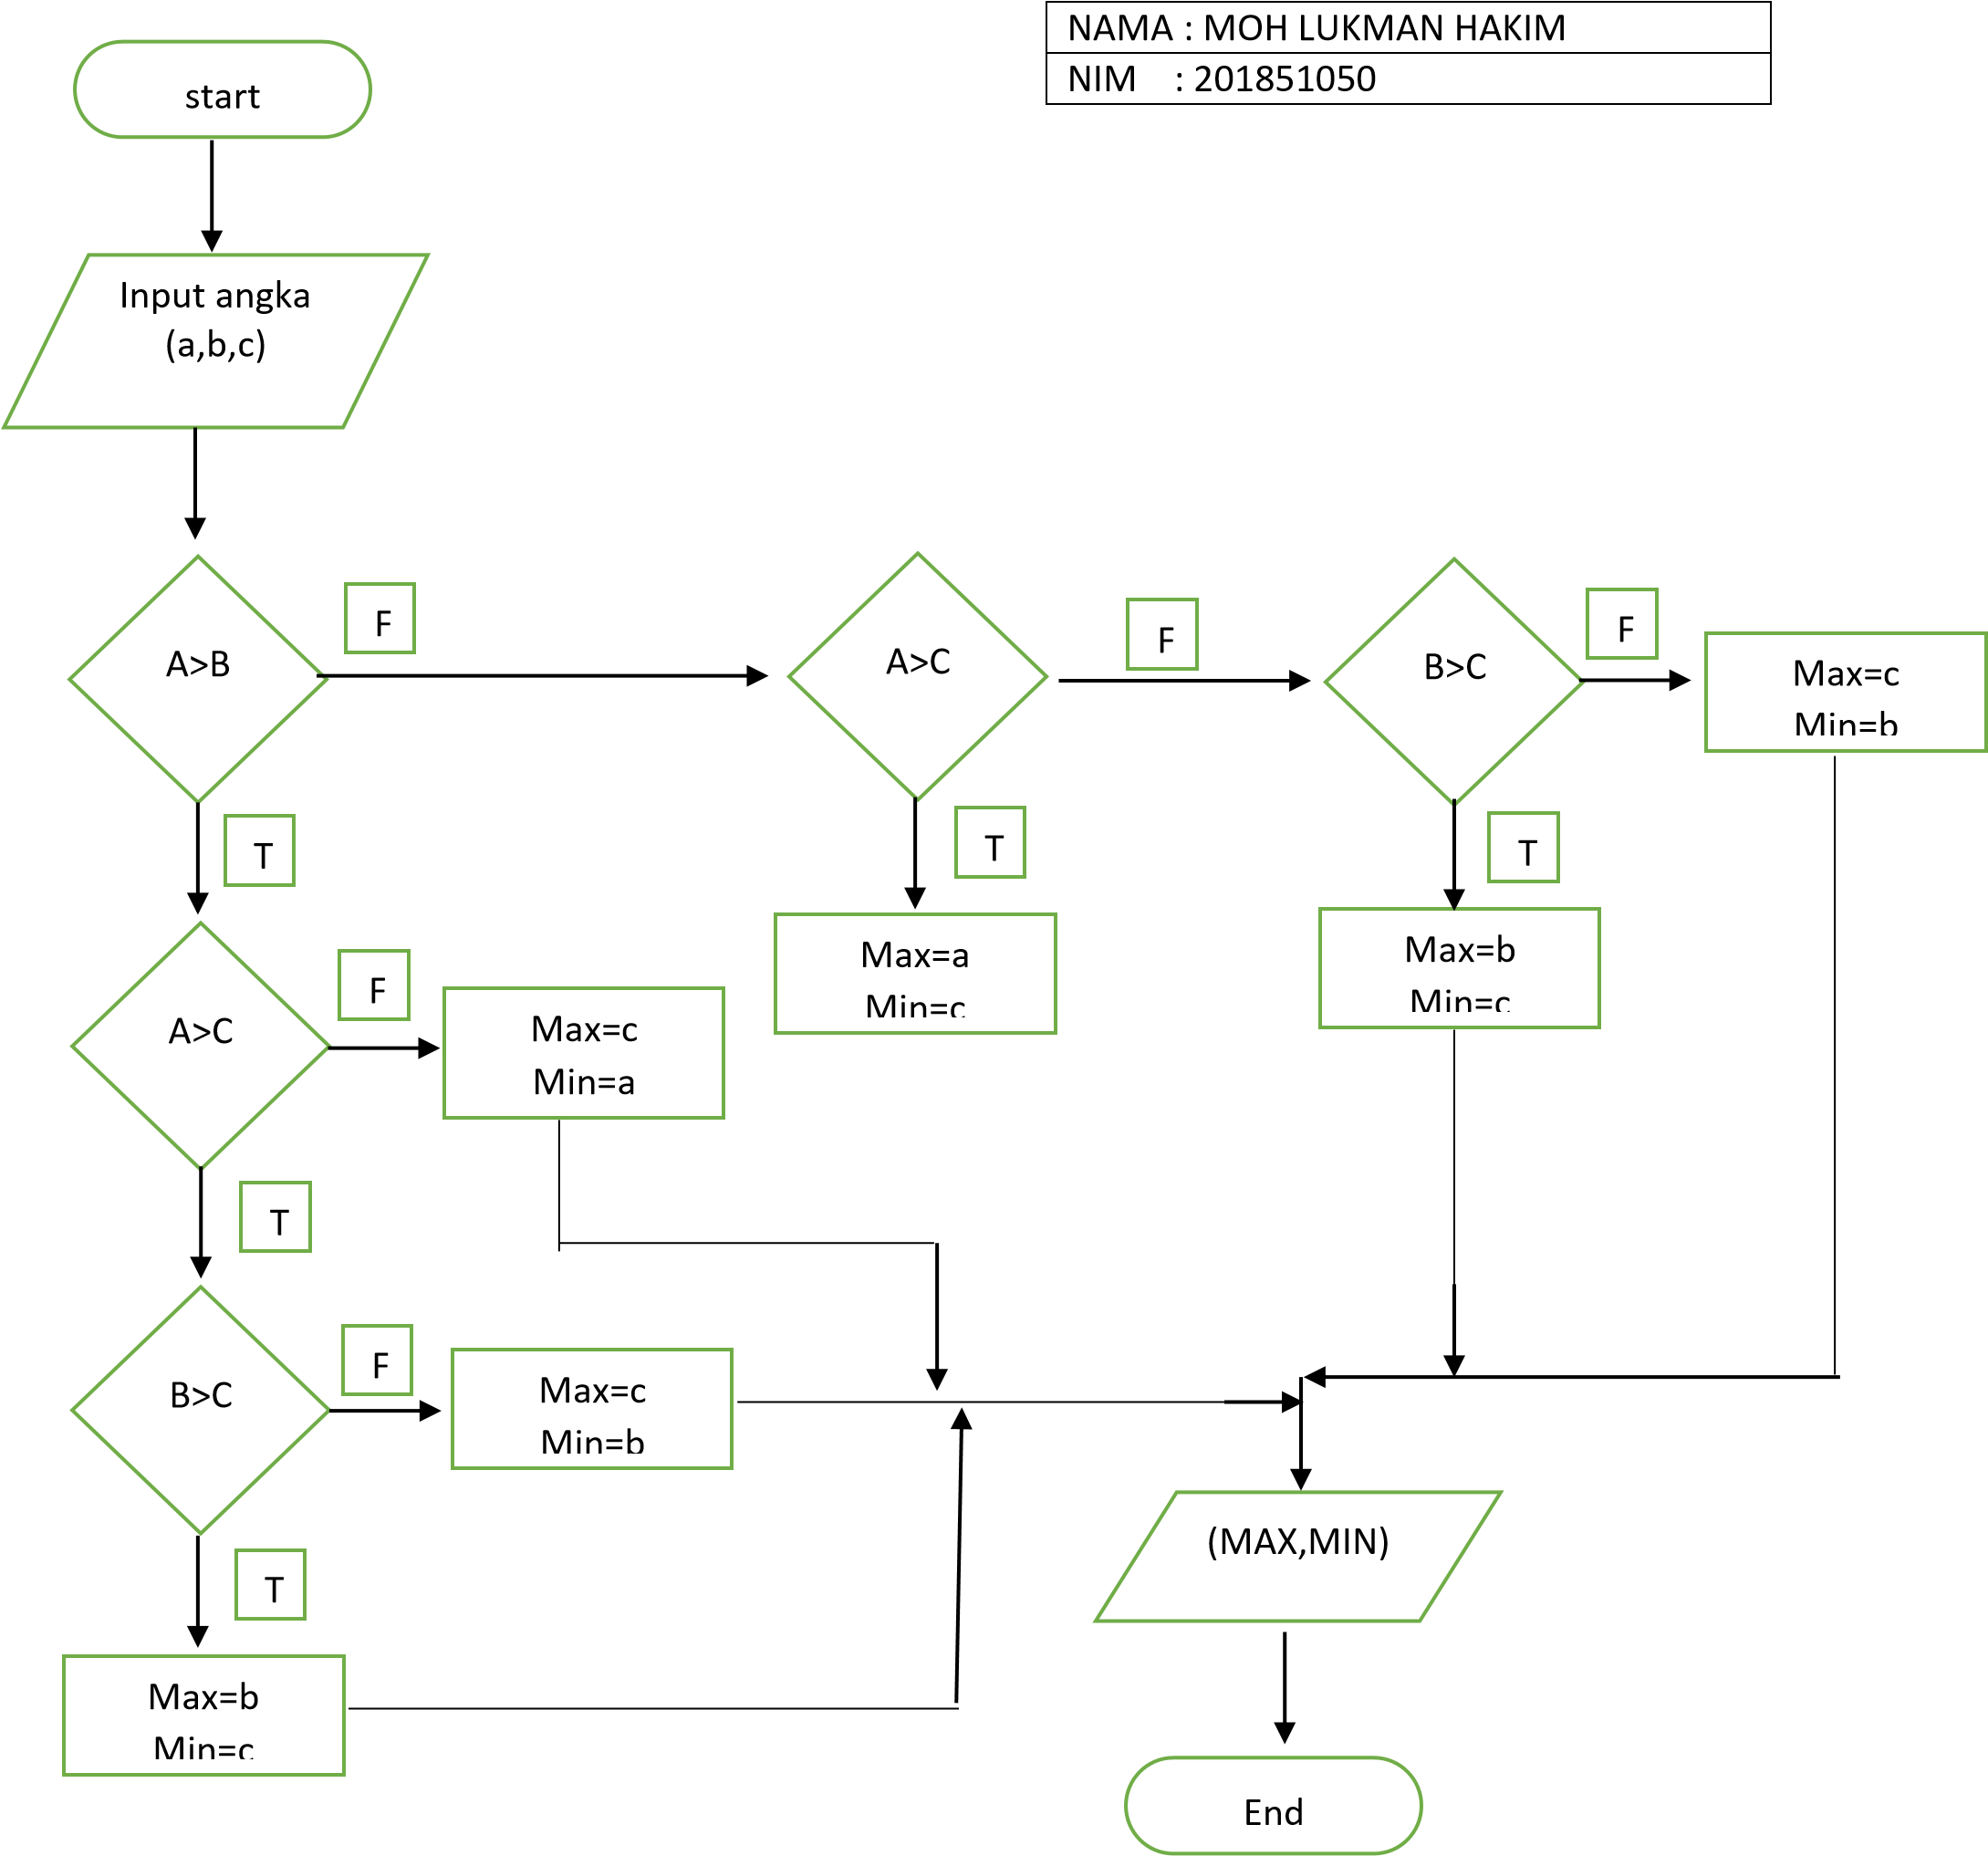 NAMA : MOH LUKMAN HAKIM
NIM : 201851050
start
Input angka
(a,b,c)
A>B
F
A>C
F
B>C
F
Max=c
Min=b
T
T
T
A>C
F
Max=c
Min=a
Max=a
Min=c
Max=b
Min=c
T
B>C
F
Max=c
Min=b
T
Max=b
Min=c
(MAX,MIN)
End